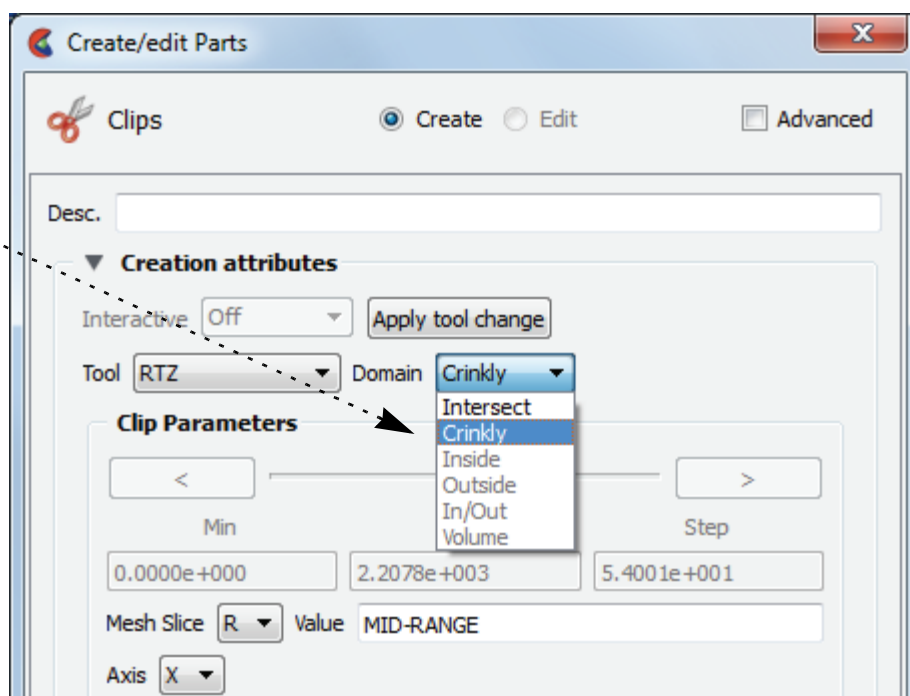 Create/edit Parts
Clips Create Edit Advanced
Desc.
Creation attributes
Interactive Off Apply tool change
Tool RTZ Domain Crinkly
Intersect
Clip Parameters
Crinkly
Inside
< >
Outside
In/Out
Min Step
Volume
0.0000e+000 2.2078e+003 5.4001e+001
Mesh Slice R Value MID-RANGE
Axis X